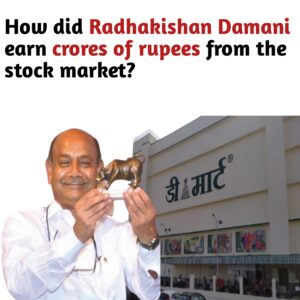 How did Radhakishan Damani
earn crores of rupees from the
stock market?
डी मार्ट®